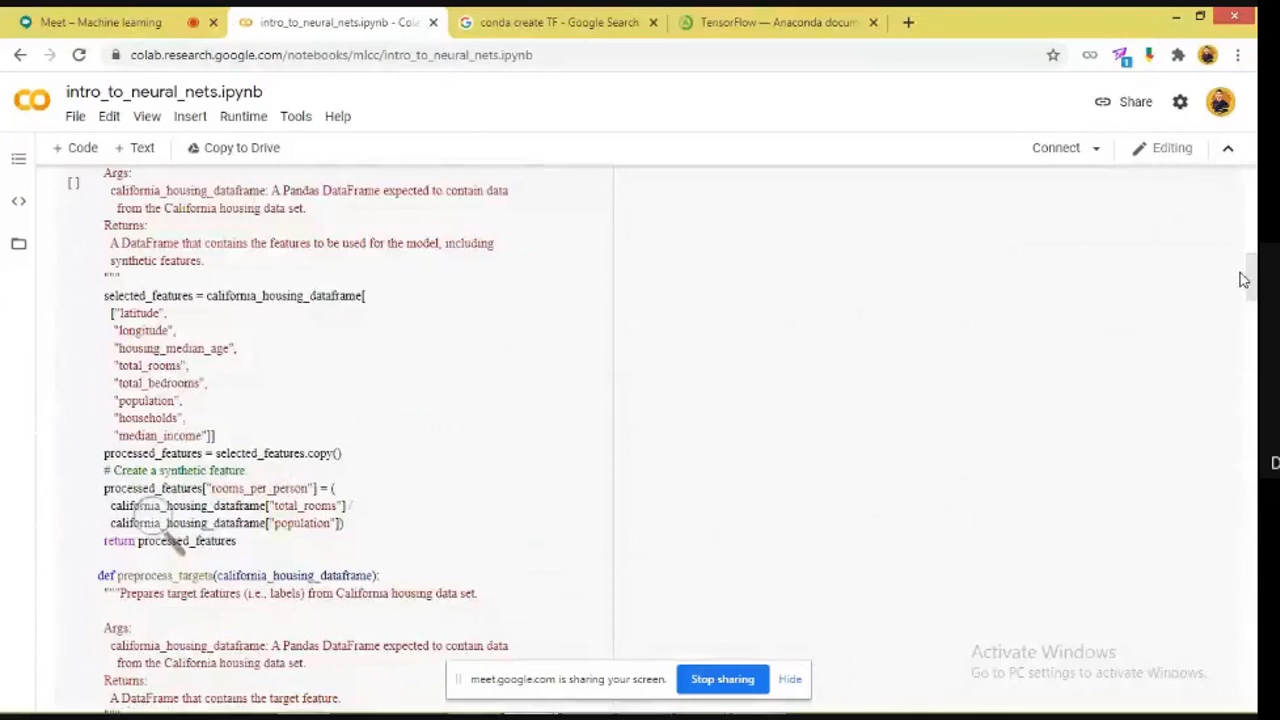 Meet – Machine learning
intro_to_neural_nets.ipynb - Cola
conda create TF - Google Search
TensorFlow — Anaconda docum
colab.research.google.com/notebooks/mlcc/intro_to_neural_nets.ipynb
1
CO
intro_to_neural_nets.ipynb
Share
File Edit View Insert Runtime Tools Help
+ Code + Text Copy to Drive Connect Editing
Args:
[ ]
california_housing_dataframe: A Pandas DataFrame expected to contain data
from the California housing data set.
Returns:
A DataFrame that contains the features to be used for the model, including
synthetic features.
"""
selected_features = california_housing_dataframe[
["latitude",
"longitude",
"housing_median_age",
"total_rooms",
"total_bedrooms",
"population",
"households",
"median_income"]]
processed_features = selected_features.copy()
# Create a synthetic feature.
processed_features["rooms_per_person"] = (
california_housing_dataframe["total_rooms"] /
california_housing_dataframe["population"])
return processed_features
def preprocess_targets(california_housing_dataframe):
"""Prepares target features (i.e., labels) from California housing data set.
Args:
california_housing_dataframe: A Pandas DataFrame expected to contain data
from the California housing data set.
Returns:
A DataFrame that contains the target feature.
"""
meet.google.com is sharing your screen. Stop sharing Hide
Activate Windows
Go to PC settings to activate Windows.
D